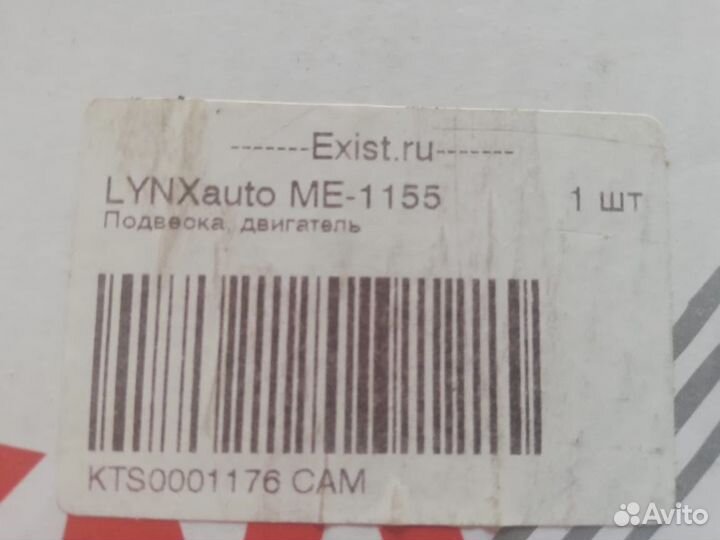 -------Exist.ru-------
LYNXauto ME-1155 1 шт
Подвеска, двигатель
KTS0001176 CAM
Avito